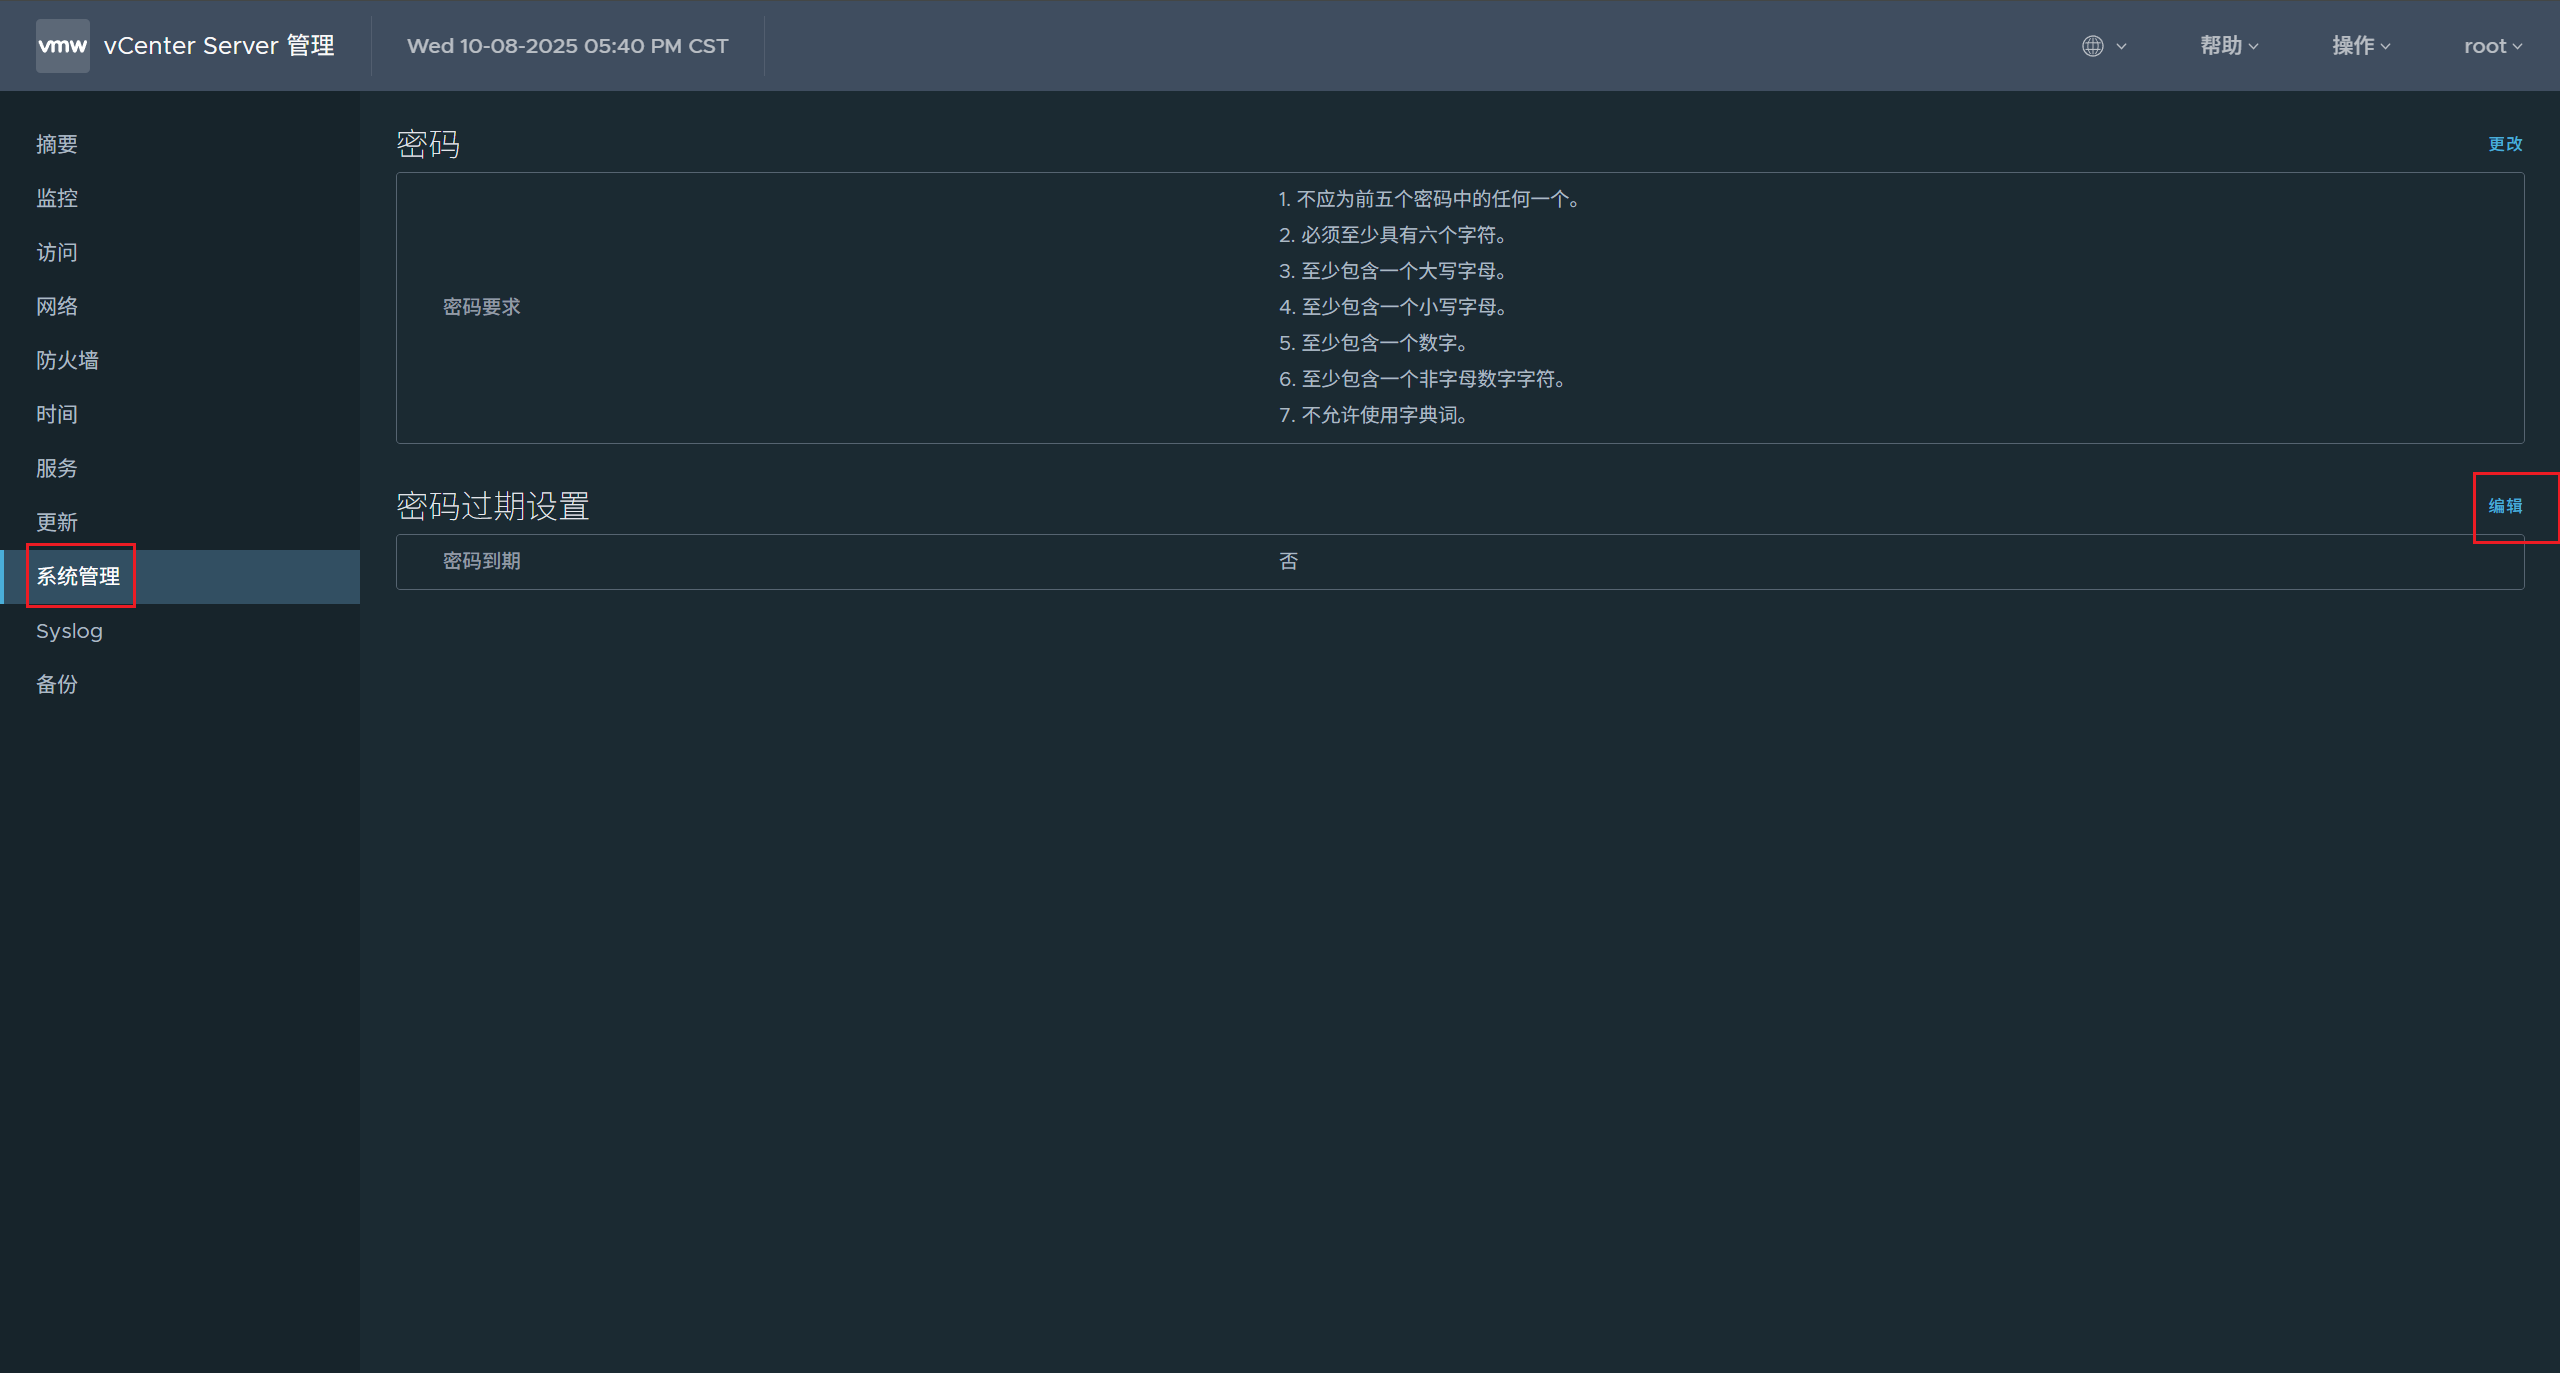 vmw vCenter Server 管理 Wed 10-08-2025 05:40 PM CST 帮助 操作 root
摘要
监控
访问
网络
防火墙
时间
服务
更新
系统管理
Syslog
备份
密码 更改
密码要求
1. 不应为前五个密码中的任何一个。
2. 必须至少具有六个字符。
3. 至少包含一个大写字母。
4. 至少包含一个小写字母。
5. 至少包含一个数字。
6. 至少包含一个非字母数字字符。
7. 不允许使用字典词。
密码过期设置 编辑
密码到期 否